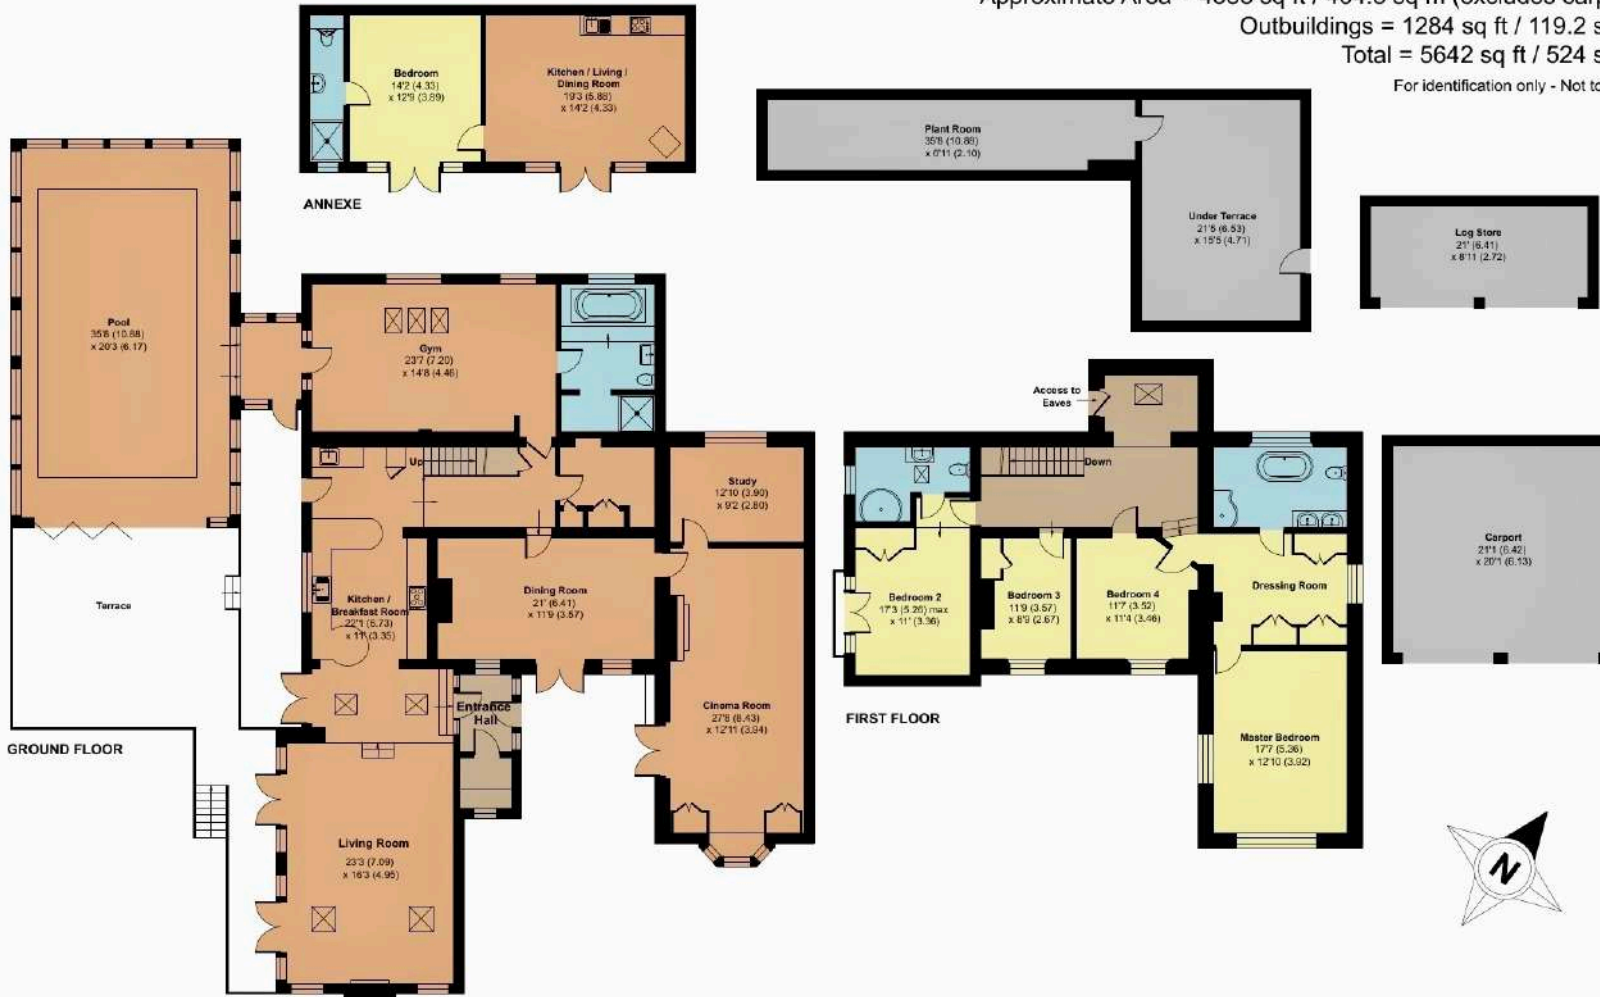 Outbuildings = 1284 sq ft / 119.2 s
Total = 5642 sq ft / 524 s
For identification only - Not to
Bedroom
14'2 (4.33)
x 12'9 (3.89)
Kitchen / Living /
Dining Room
19'3 (5.88)
x 14'2 (4.33)
ANNEXE
Plant Room
35'8 (10.88)
x 6'11 (2.10)
Under Terrace
21'5 (6.53)
x 15'5 (4.71)
Log Store
21' (6.41)
x 8'11 (2.72)
Pool
35'8 (10.88)
x 20'3 (6.17)
Gym
23'7 (7.20)
x 14'8 (4.46)
Access to
Eaves
Up
Study
12'10 (3.90)
x 9'2 (2.80)
Down
Carport
21'1 (6.42)
x 20'1 (6.13)
Terrace
Kitchen /
Breakfast Room
22'1 (6.73)
x 11' (3.35)
Dining Room
21' (6.41)
x 11'9 (3.57)
Bedroom 2
17'3 (5.26) max
x 11' (3.36)
Bedroom 3
11'9 (3.57)
x 8'9 (2.67)
Bedroom 4
11'7 (3.52)
x 11'4 (3.46)
Dressing Room
Entrance
Hall
Cinema Room
27'8 (8.43)
x 12'11 (3.94)
FIRST FLOOR
Master Bedroom
17'7 (5.36)
x 12'10 (3.92)
GROUND FLOOR
Living Room
23'3 (7.09)
x 16'3 (4.95)
N